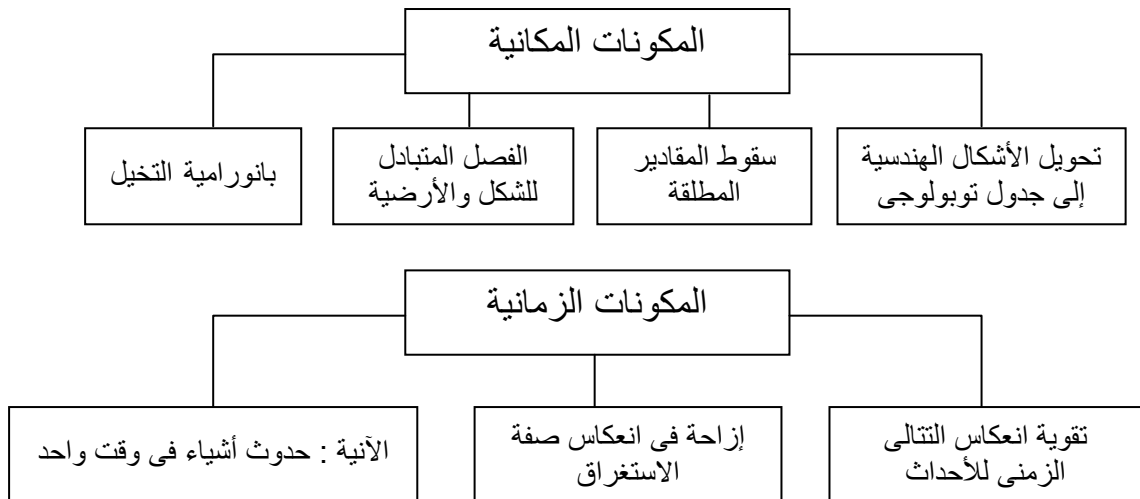 المكونات المكانية
تحويل الأشكال الهندسية
إلى جدول توبولوجى
سقوط المقادير
المطلقة
الفصل المتبادل
للشكل والأرضية
بانورامية التخيل
المكونات الزمانية
تقوية انعكاس التتالى
الزمنى للأحداث
إزاحة فى انعكاس صفة
الاستغراق
الآنية : حدوث أشياء فى وقت واحد